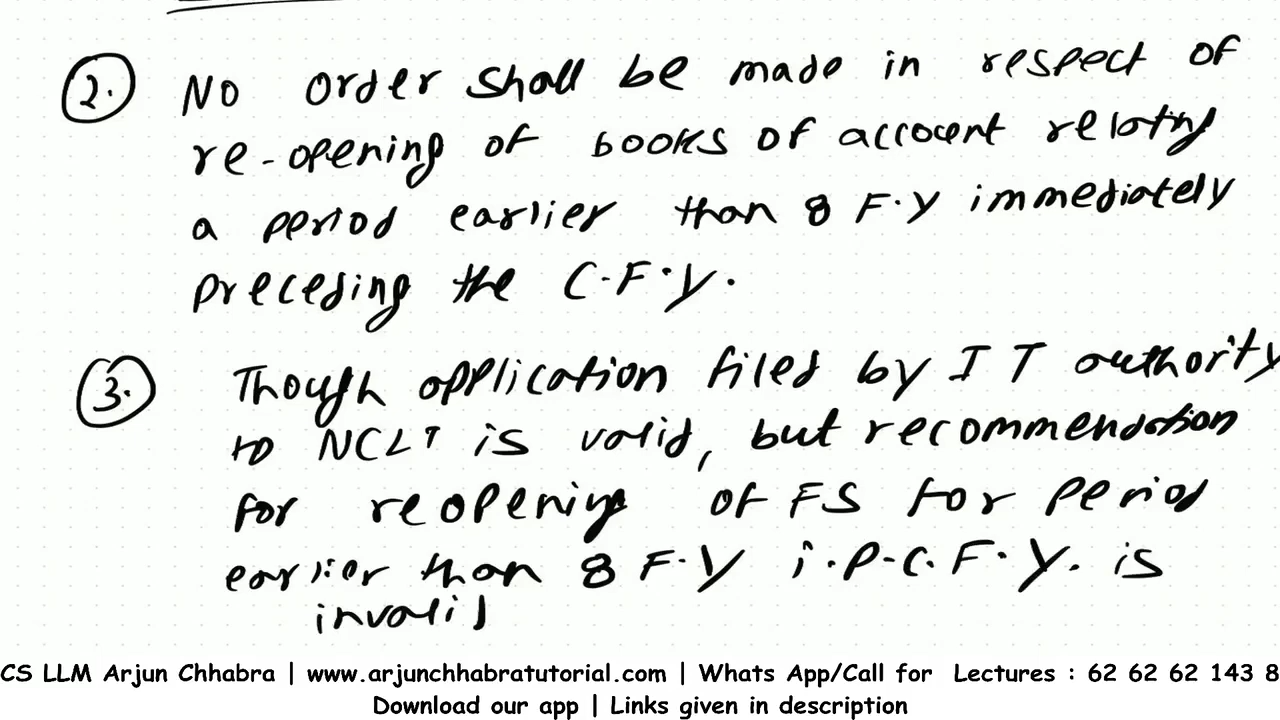 2. No order shall be made in respect of
re-opening of books of account relating
a period earlier than 8 F.Y immediately
preceding the C.F.Y.
3. Though application filed by IT authority
to NCLT is valid, but recommendation
for reopening of FS for period
earlier than 8 F.Y i.P.C.F.Y. is
invalid
CS LLM Arjun Chhabra | www.arjunchhabratutorial.com | Whats App/Call for Lectures : 62 62 62 143 8
Download our app | Links given in description